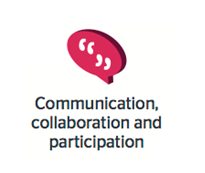 Communication,
collaboration and
participation